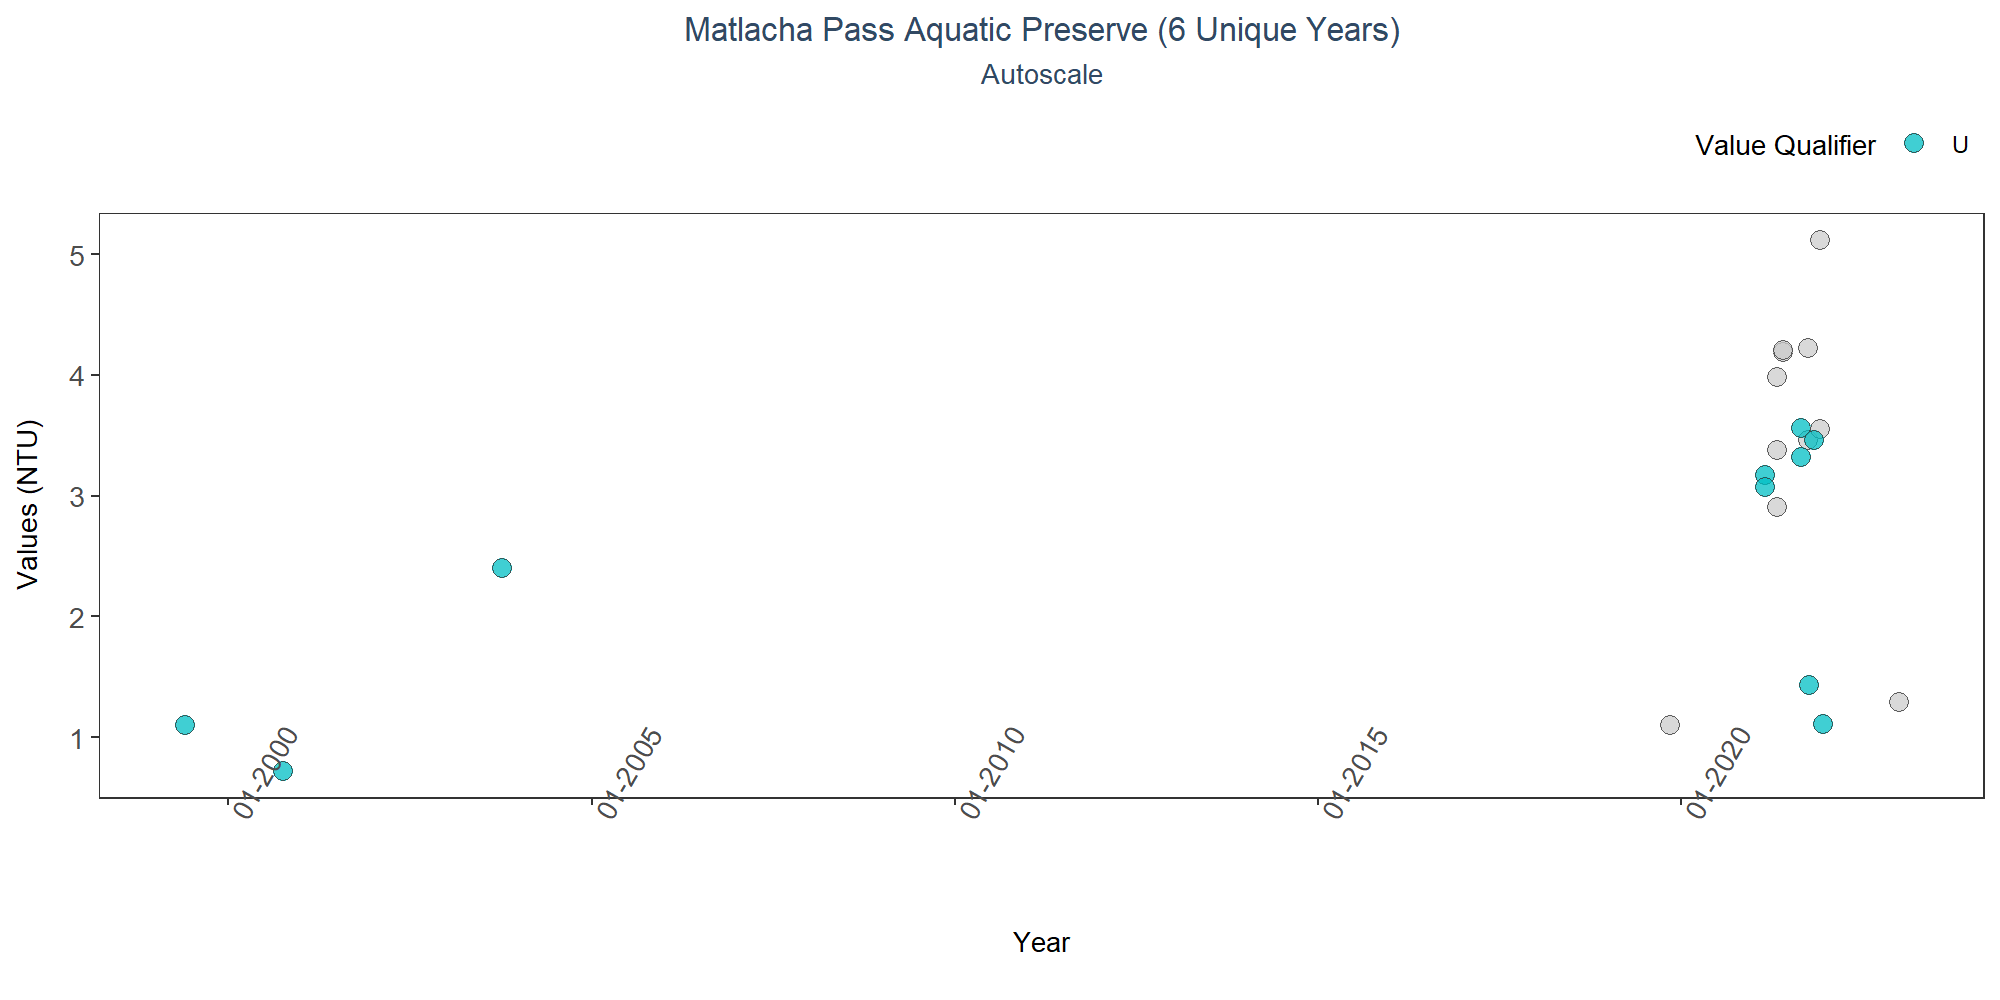 Matlacha Pass Aquatic Preserve (6 Unique Years)
Autoscale
Value Qualifier U
Values (NTU)
5
4
3
2
1
01-2000 01-2005 01-2010 01-2015 01-2020
Year